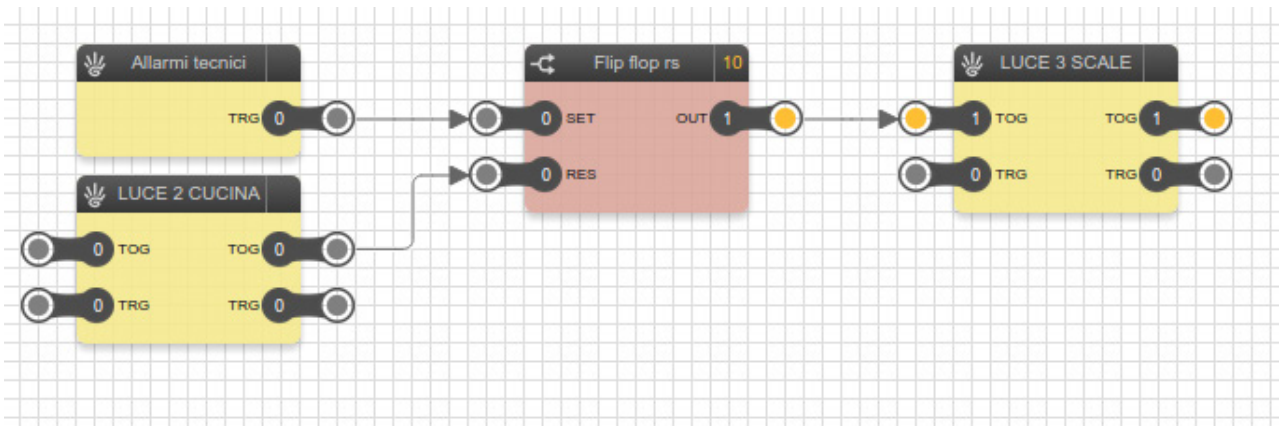 Allarmi tecnici
TRG 0
LUCE 2 CUCINA
0 TOG TOG 0
0 TRG TRG 0
Flip flop rs 10
0 SET OUT 1
0 RES
LUCE 3 SCALE
1 TOG TOG 1
0 TRG TRG 0